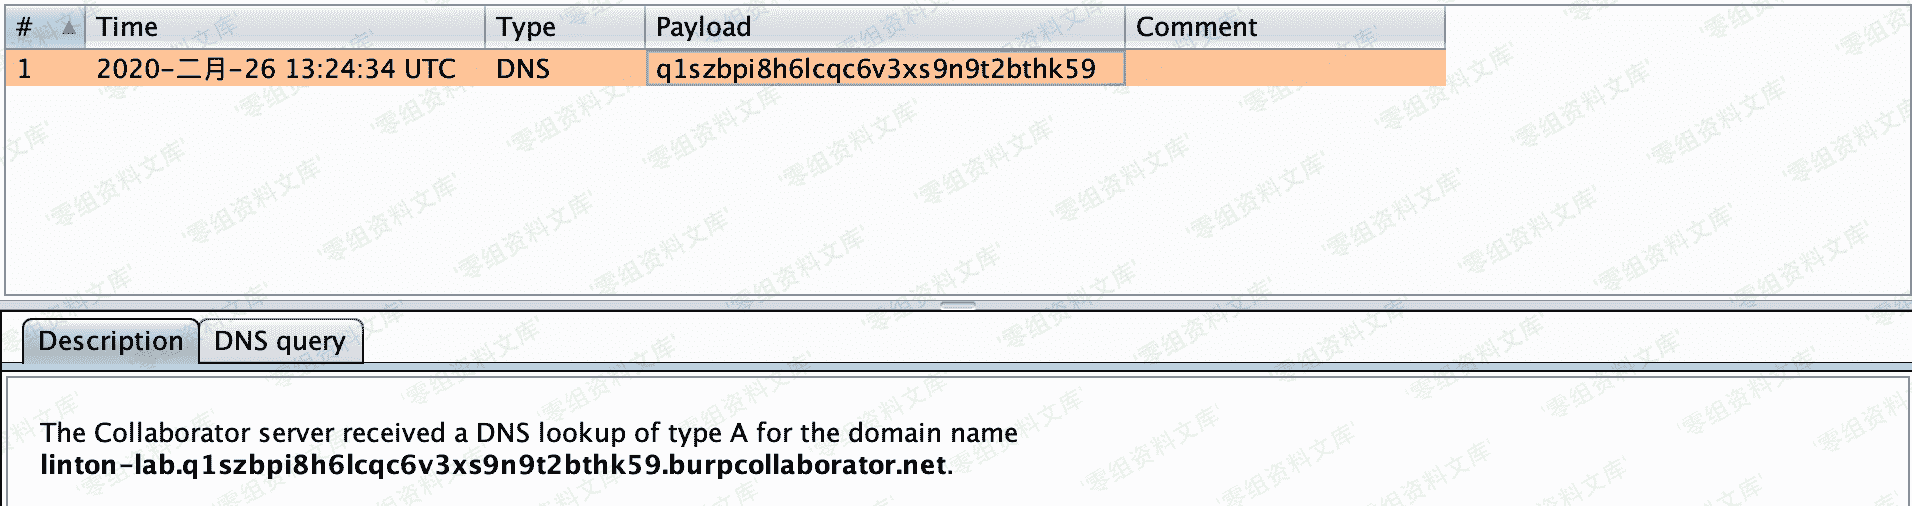 # Time Type Payload Comment
1 2020-二月-26 13:24:34 UTC DNS q1szbpi8h6lcqc6v3xs9n9t2bthk59
Description DNS query
The Collaborator server received a DNS lookup of type A for the domain name
linton-lab.q1szbpi8h6lcqc6v3xs9n9t2bthk59.burpcollaborator.net.
零组资料文库